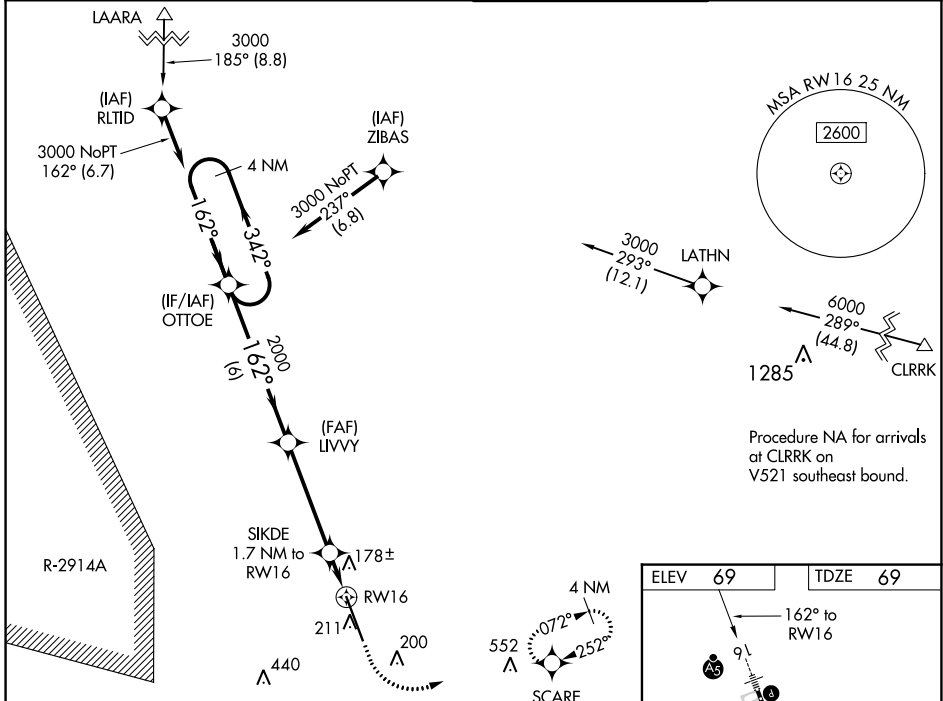 LAARA
3000
185° (8.8)
(IAF)
RLTID
3000 NoPT
162° (6.7)
4 NM
(IAF)
ZIBAS
3000 NoPT
237°
(6.8)
MSA RW16 25 NM
2600
162°
342°
(IF/IAF)
OTTOE
2000
162°
(6)
3000
293°
(12.1)
LATHN
6000
289°
(44.8)
CLRRK
1285
(FAF)
LIVVY
Procedure NA for arrivals
at CLRRK on
V521 southeast bound.
R-2914A
SIKDE
1.7 NM to
RW16
178±
RW16
211
200
440
552
4 NM
072°
252°
SCARF
ELEV 69
TDZE 69
162° to
RW16
16
A5
P